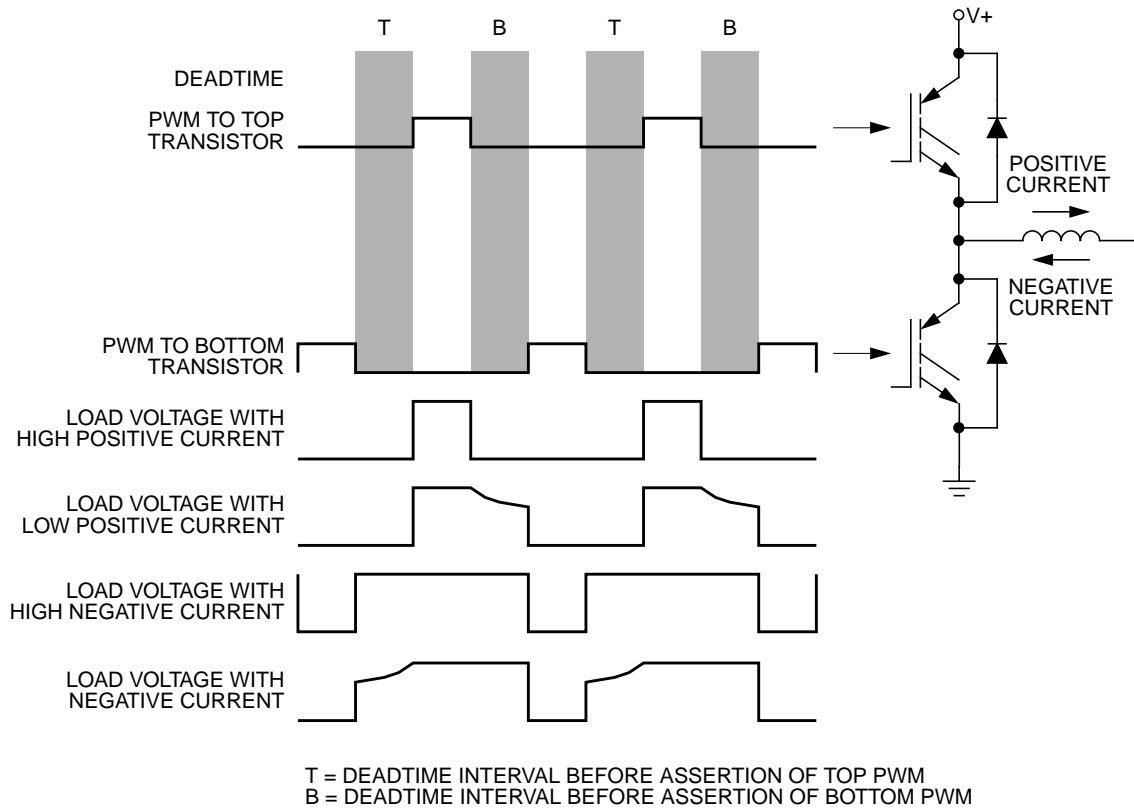 T B T B
V+
DEADTIME
PWM TO TOP
TRANSISTOR
POSITIVE
CURRENT
NEGATIVE
CURRENT
PWM TO BOTTOM
TRANSISTOR
LOAD VOLTAGE WITH
HIGH POSITIVE CURRENT
LOAD VOLTAGE WITH
LOW POSITIVE CURRENT
LOAD VOLTAGE WITH
HIGH NEGATIVE CURRENT
LOAD VOLTAGE WITH
NEGATIVE CURRENT
T = DEADTIME INTERVAL BEFORE ASSERTION OF TOP PWM
B = DEADTIME INTERVAL BEFORE ASSERTION OF BOTTOM PWM